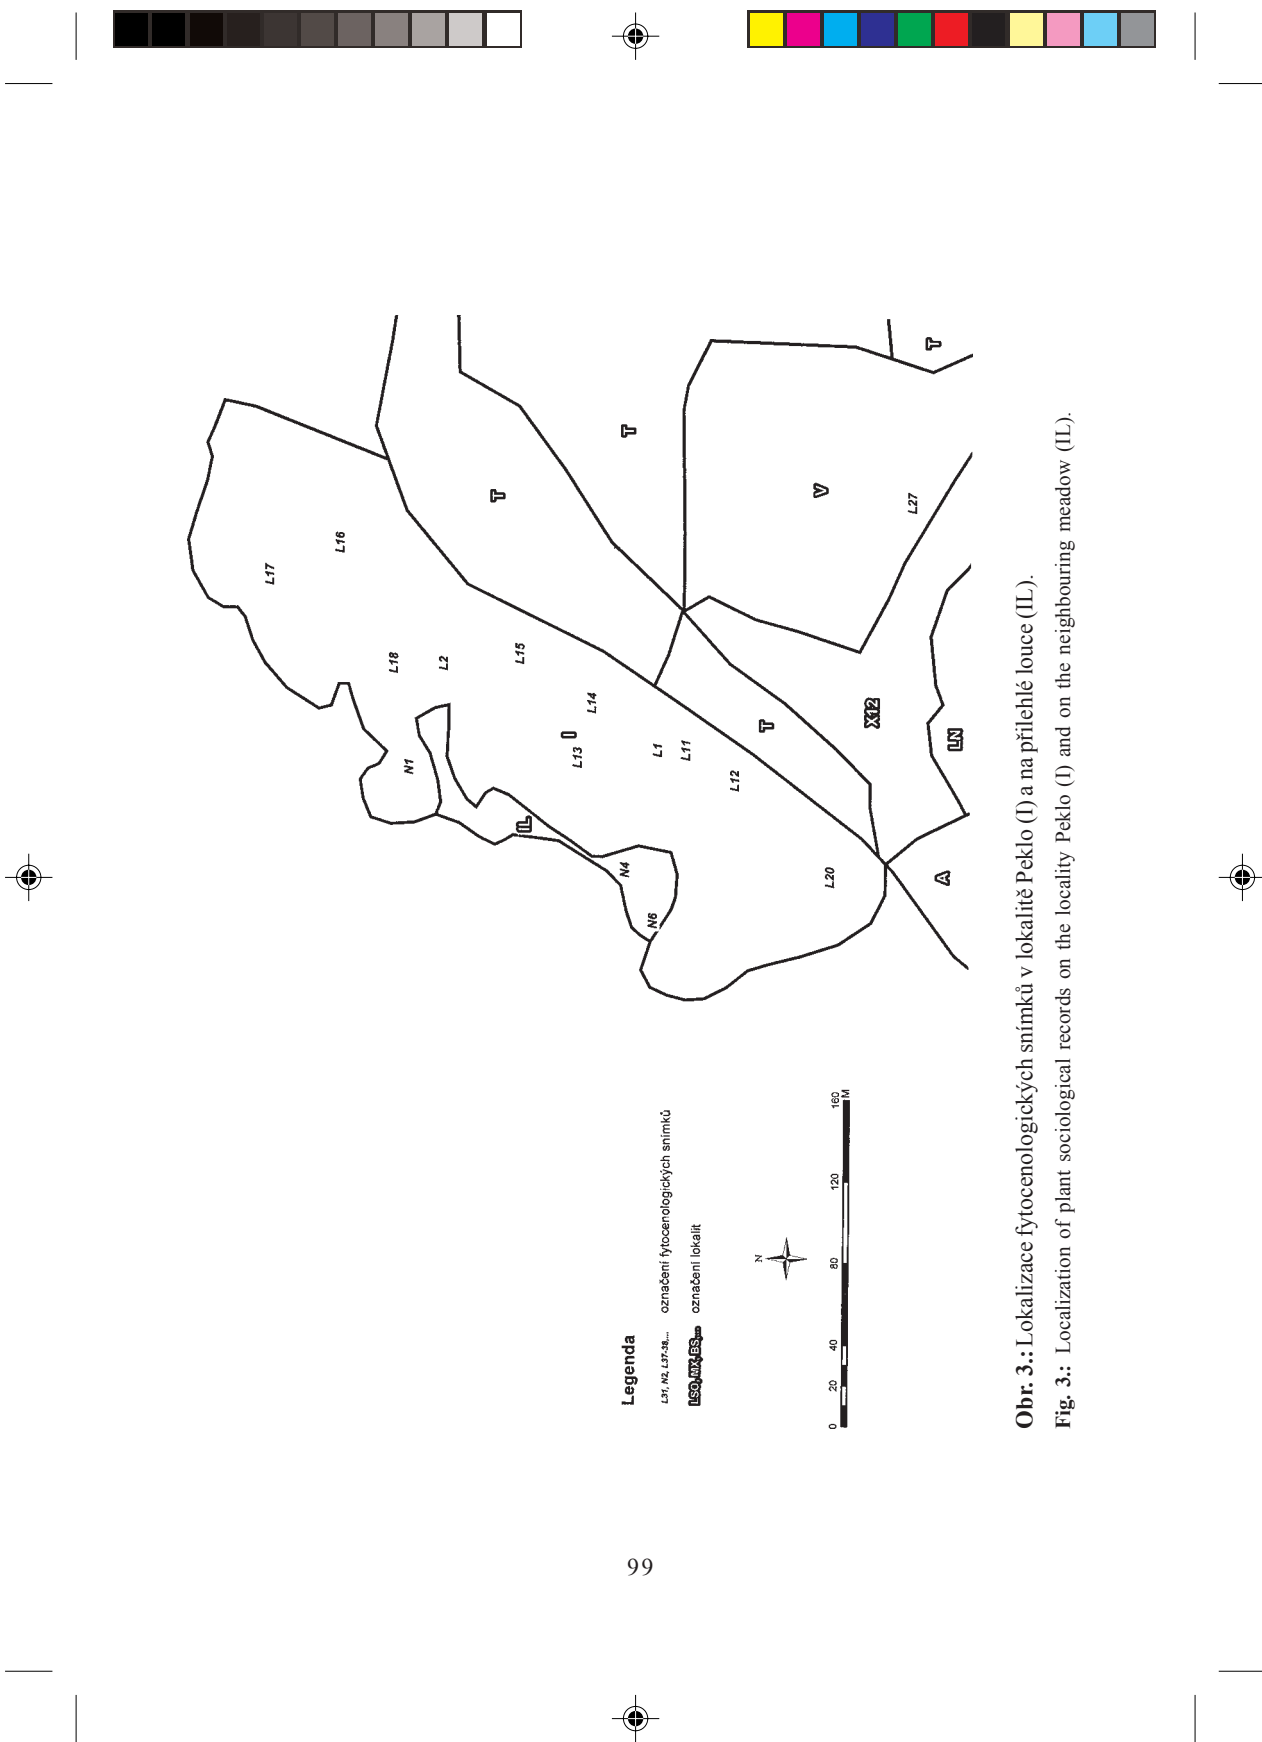 L17
L16
L18
L2
L15
L14
I
L13
L1
L11
L12
L20
N1
IL
N4
N6
T
T
T
T
V
L27
X12
LN
A
Legenda
L31, N2, L37-38,... označení fytocenologických snímků
LSO, MX, BS,... označení lokalit
N
0 20 40 80 120 160
M
Obr. 3.: Lokalizace fytocenologických snímků v lokalitě Peklo (I) a na přilehlé louce (IL).
Fig. 3.: Localization of plant sociological records on the locality Peklo (I) and on the neighbouring meadow (IL).
99